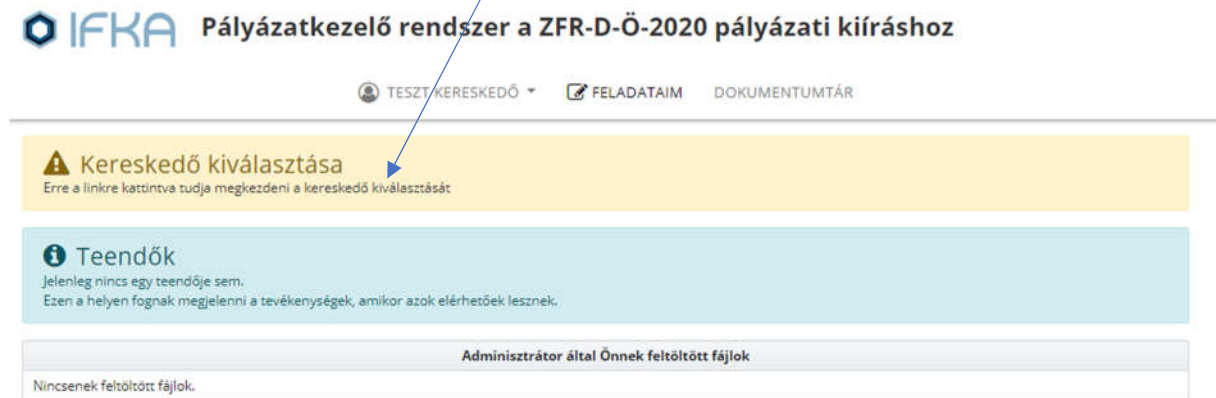 IFKA Pályázatkezelő rendszer a ZFR-D-Ö-2020 pályázati kiíráshoz
TESZT KERESKEDŐ FELADATAIM DOKUMENTUMTÁR
Kereskedő kiválasztása
Erre a linkre kattintva tudja megkezdeni a kereskedő kiválasztását
Teendők
Jelenleg nincs egy teendője sem.
Ezen a helyen fognak megjelenni a tevékenységek, amikor azok elérhetőek lesznek.
Adminisztrátor által Önnek feltöltött fájlok
Nincsenek feltöltött fájlok.